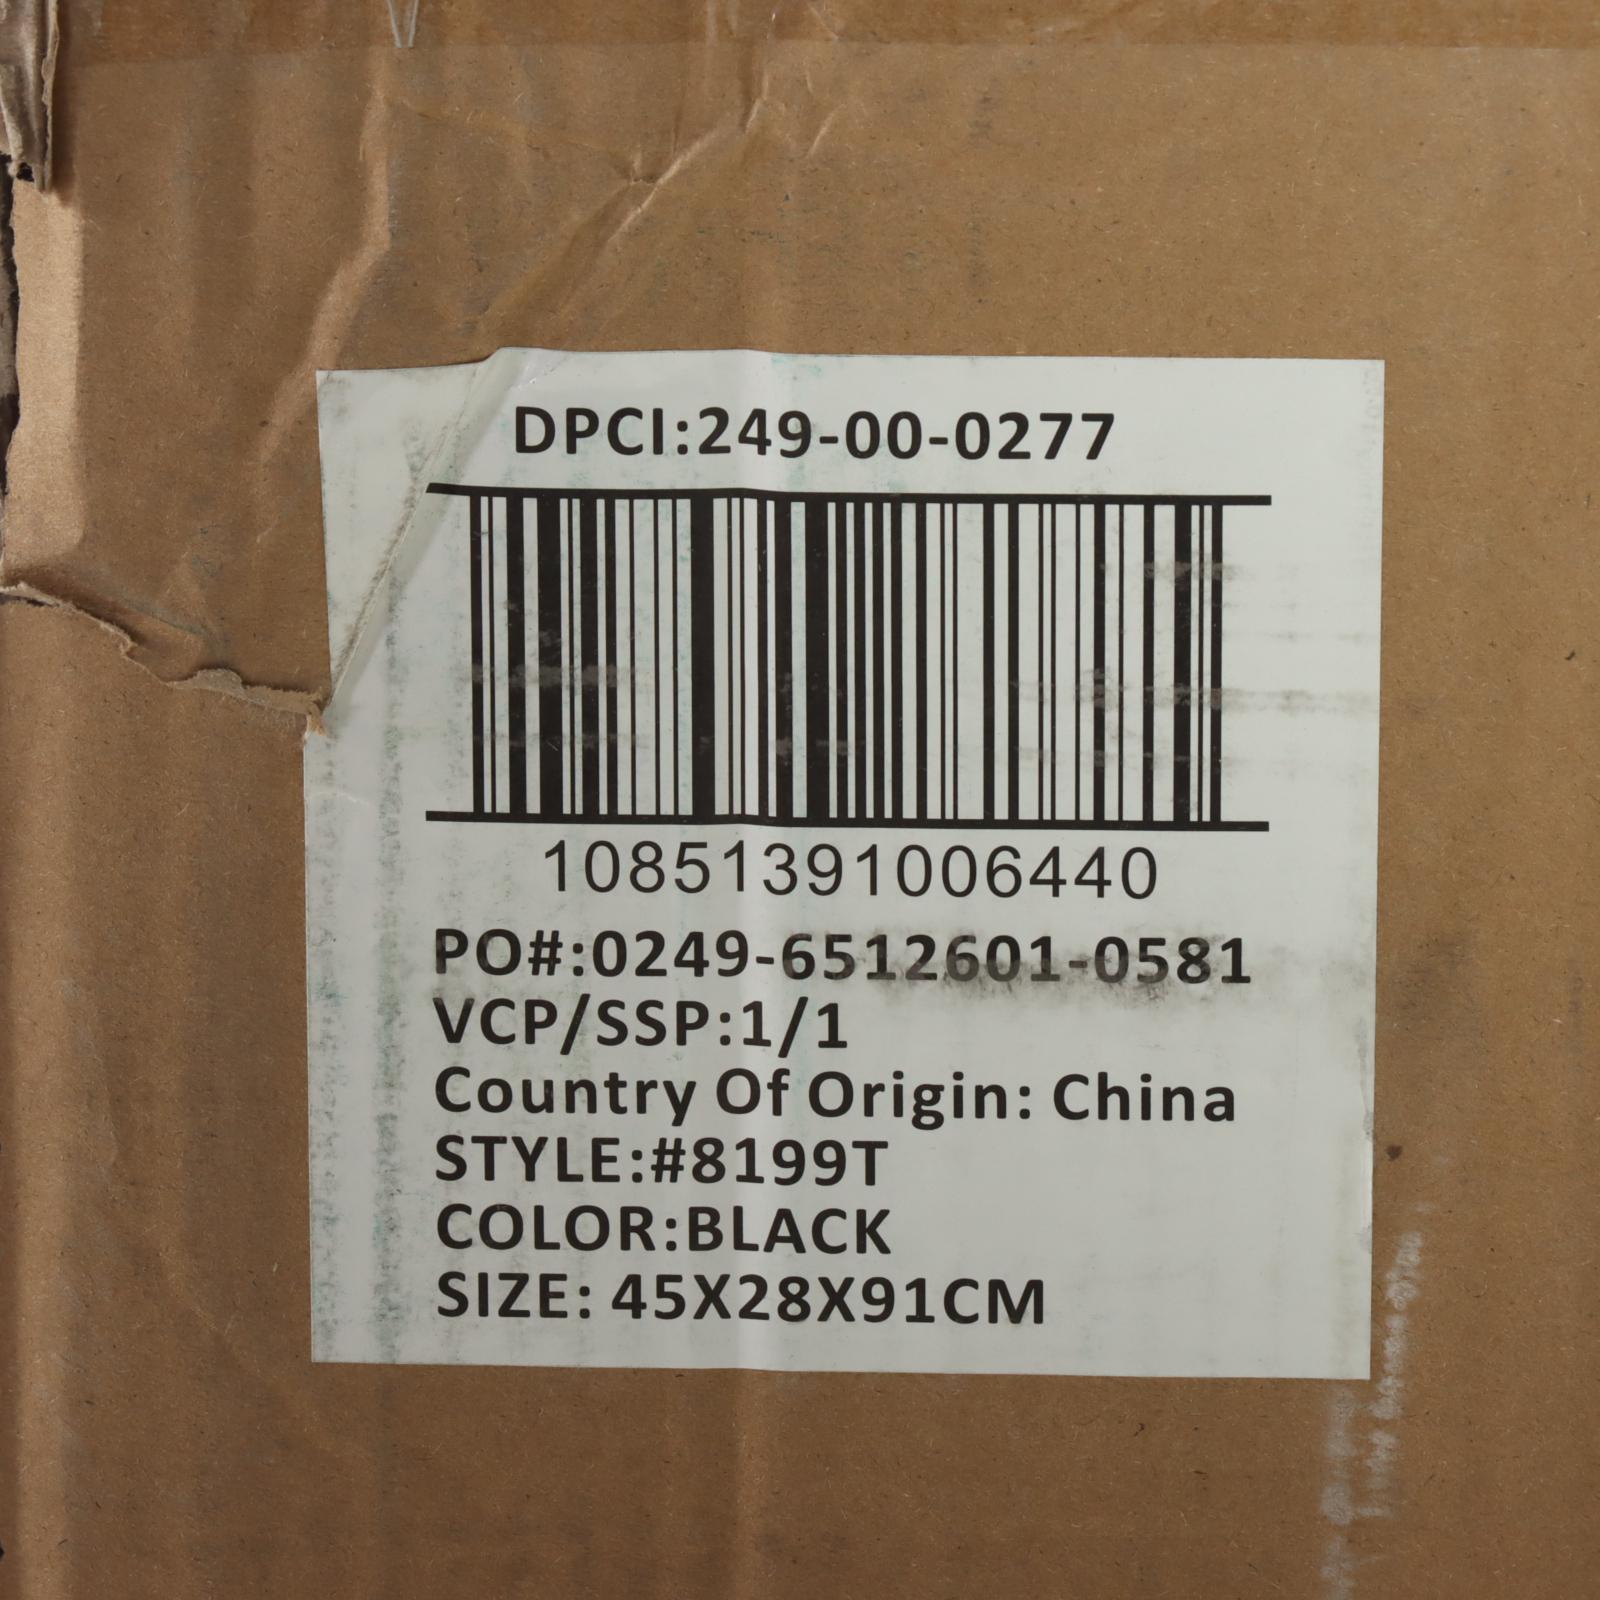 DPCI:249-00-0277
10851391006440
PO#:0249-6512601-0581
VCP/SSP:1/1
Country Of Origin: China
STYLE:#8199T
COLOR:BLACK
SIZE: 45X28X91CM